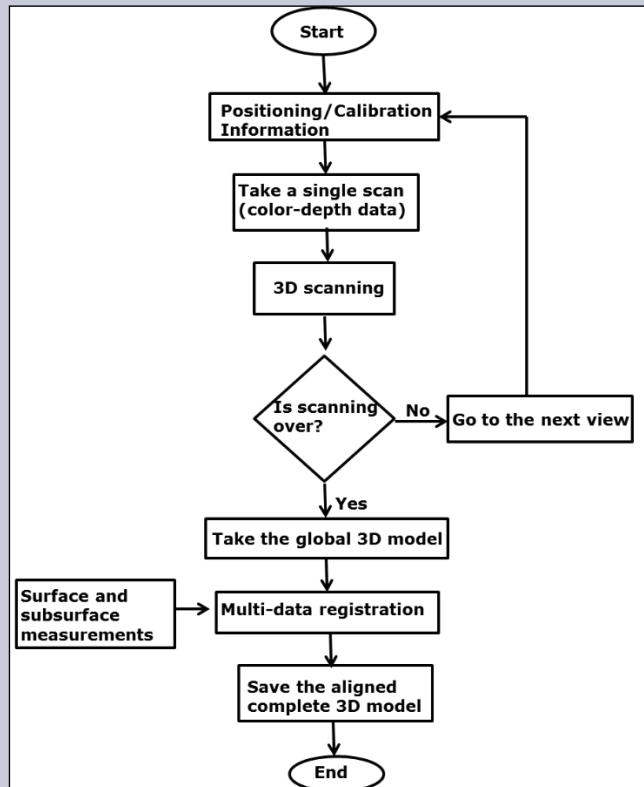 Start
Positioning/Calibration
Information
Take a single scan
(color-depth data)
3D scanning
Is scanning
over?
No
Go to the next view
Yes
Take the global 3D model
Surface and
subsurface
measurements
Multi-data registration
Save the aligned
complete 3D model
End